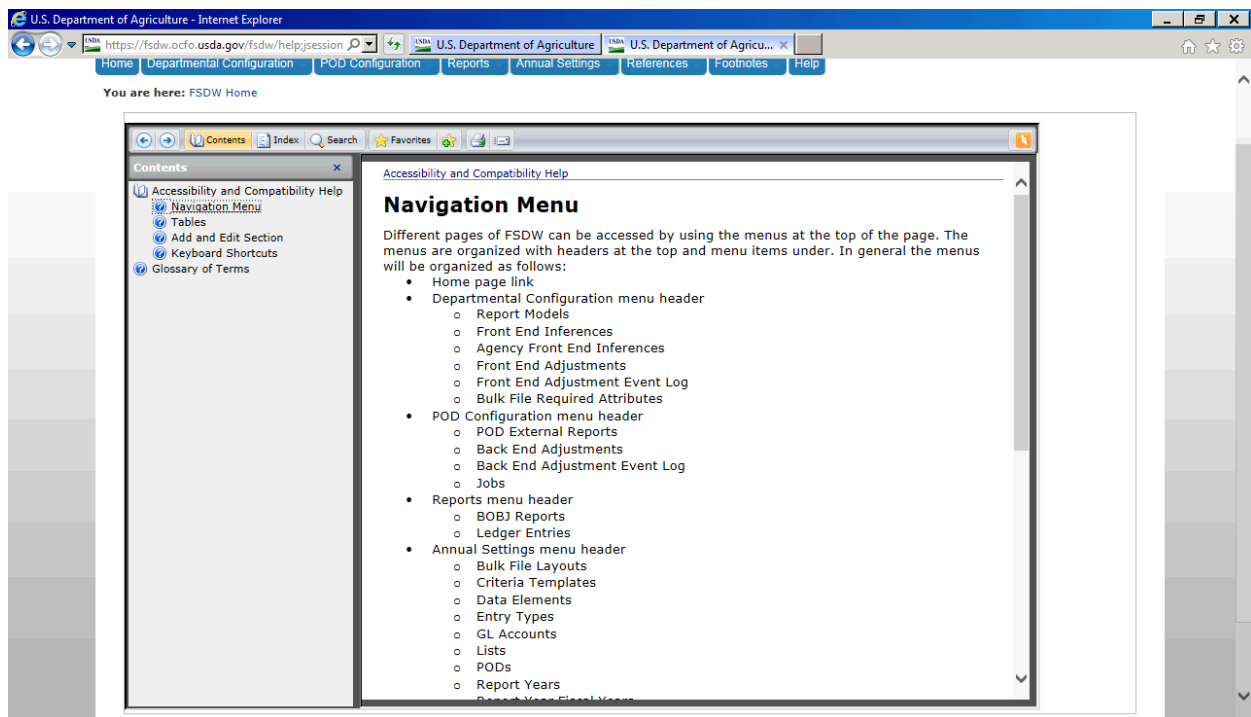 U.S. Department of Agriculture - Internet Explorer
https://fsdw.ocfo.usda.gov/fsdw/help;jsession
USDA U.S. Department of Agriculture
USDA U.S. Department of Agricu... ×
Home Departmental Configuration POD Configuration Reports Annual Settings References Footnotes Help
You are here: FSDW Home
Contents Index Search Favorites
Contents x
Accessibility and Compatibility Help
Navigation Menu
Tables
Add and Edit Section
Keyboard Shortcuts
Glossary of Terms
Accessibility and Compatibility Help
Navigation Menu
Different pages of FSDW can be accessed by using the menus at the top of the page. The
menus are organized with headers at the top and menu items under. In general the menus
will be organized as follows:
• Home page link
• Departmental Configuration menu header
o Report Models
o Front End Inferences
o Agency Front End Inferences
o Front End Adjustments
o Front End Adjustment Event Log
o Bulk File Required Attributes
• POD Configuration menu header
o POD External Reports
o Back End Adjustments
o Back End Adjustment Event Log
o Jobs
• Reports menu header
o BOBJ Reports
o Ledger Entries
• Annual Settings menu header
o Bulk File Layouts
o Criteria Templates
o Data Elements
o Entry Types
o GL Accounts
o Lists
o PODs
o Report Years
o Report Year Fiscal Years